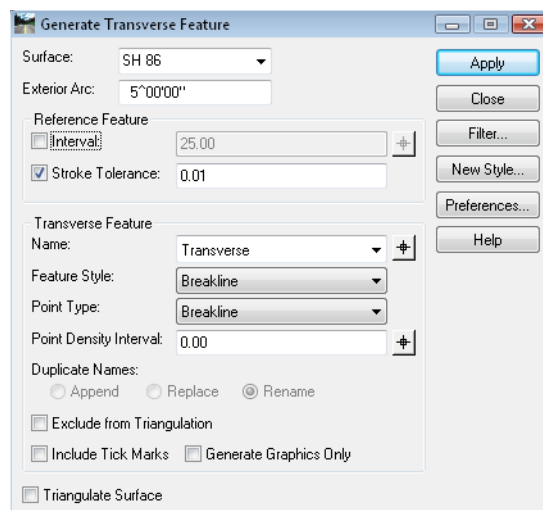 Generate Transverse Feature
Surface: SH 86
Exterior Arc: 5^00'00"
Reference Feature
Interval: 25.00
Stroke Tolerance: 0.01
Transverse Feature
Name: Transverse
Feature Style: Breakline
Point Type: Breakline
Point Density Interval: 0.00
Duplicate Names:
Append Replace Rename
Exclude from Triangulation
Include Tick Marks Generate Graphics Only
Triangulate Surface
Apply
Close
Filter...
New Style...
Preferences...
Help